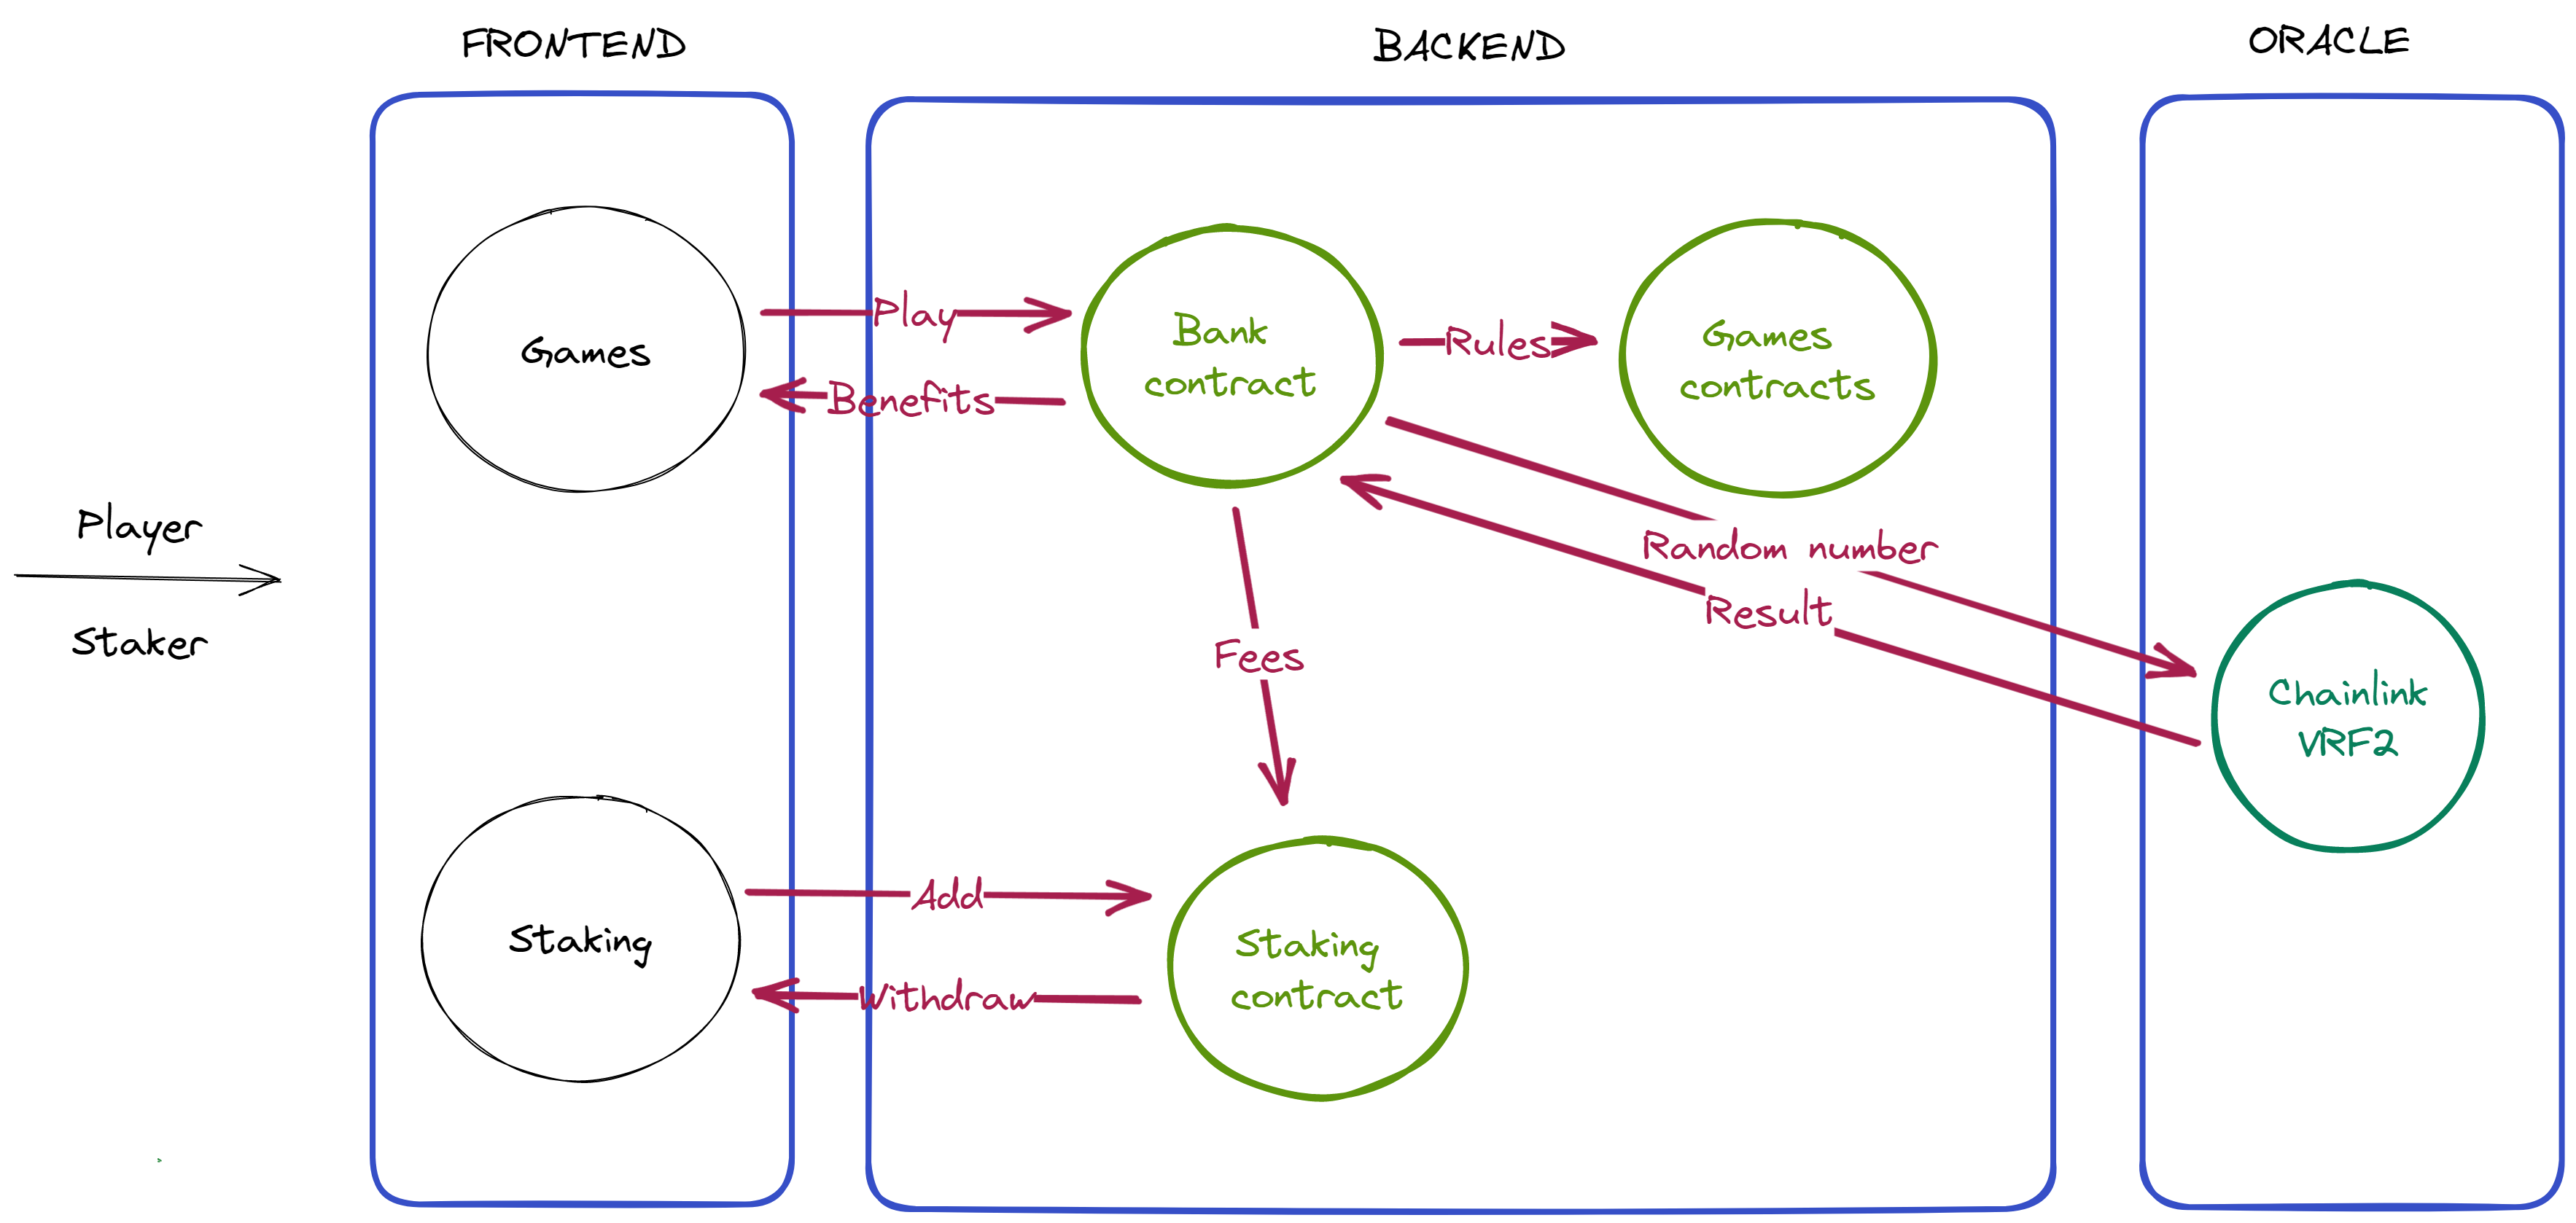 FRONTEND
BACKEND
ORACLE
Games
Play
Benefits
Bank
contract
Rules
Games
contracts
Player
Staker
Random number
Result
Fees
Chainlink
VRF2
Staking
Add
Withdraw
Staking
contract